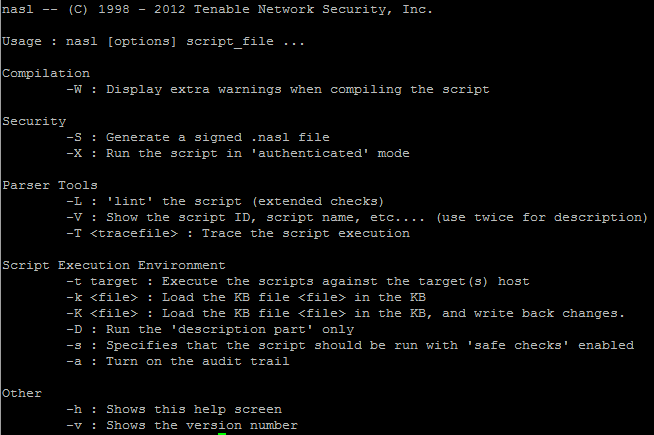 nasl -- (C) 1998 - 2012 Tenable Network Security, Inc.
Usage : nasl [options] script_file ...
Compilation
-W : Display extra warnings when compiling the script
Security
-S : Generate a signed .nasl file
-X : Run the script in 'authenticated' mode
Parser Tools
-L : 'lint' the script (extended checks)
-V : Show the script ID, script name, etc.... (use twice for description)
-T <tracefile> : Trace the script execution
Script Execution Environment
-t target : Execute the scripts against the target(s) host
-k <file> : Load the KB file <file> in the KB
-K <file> : Load the KB file <file> in the KB, and write back changes.
-D : Run the 'description part' only
-s : Specifies that the script should be run with 'safe checks' enabled
-a : Turn on the audit trail
Other
-h : Shows this help screen
-v : Shows the version number